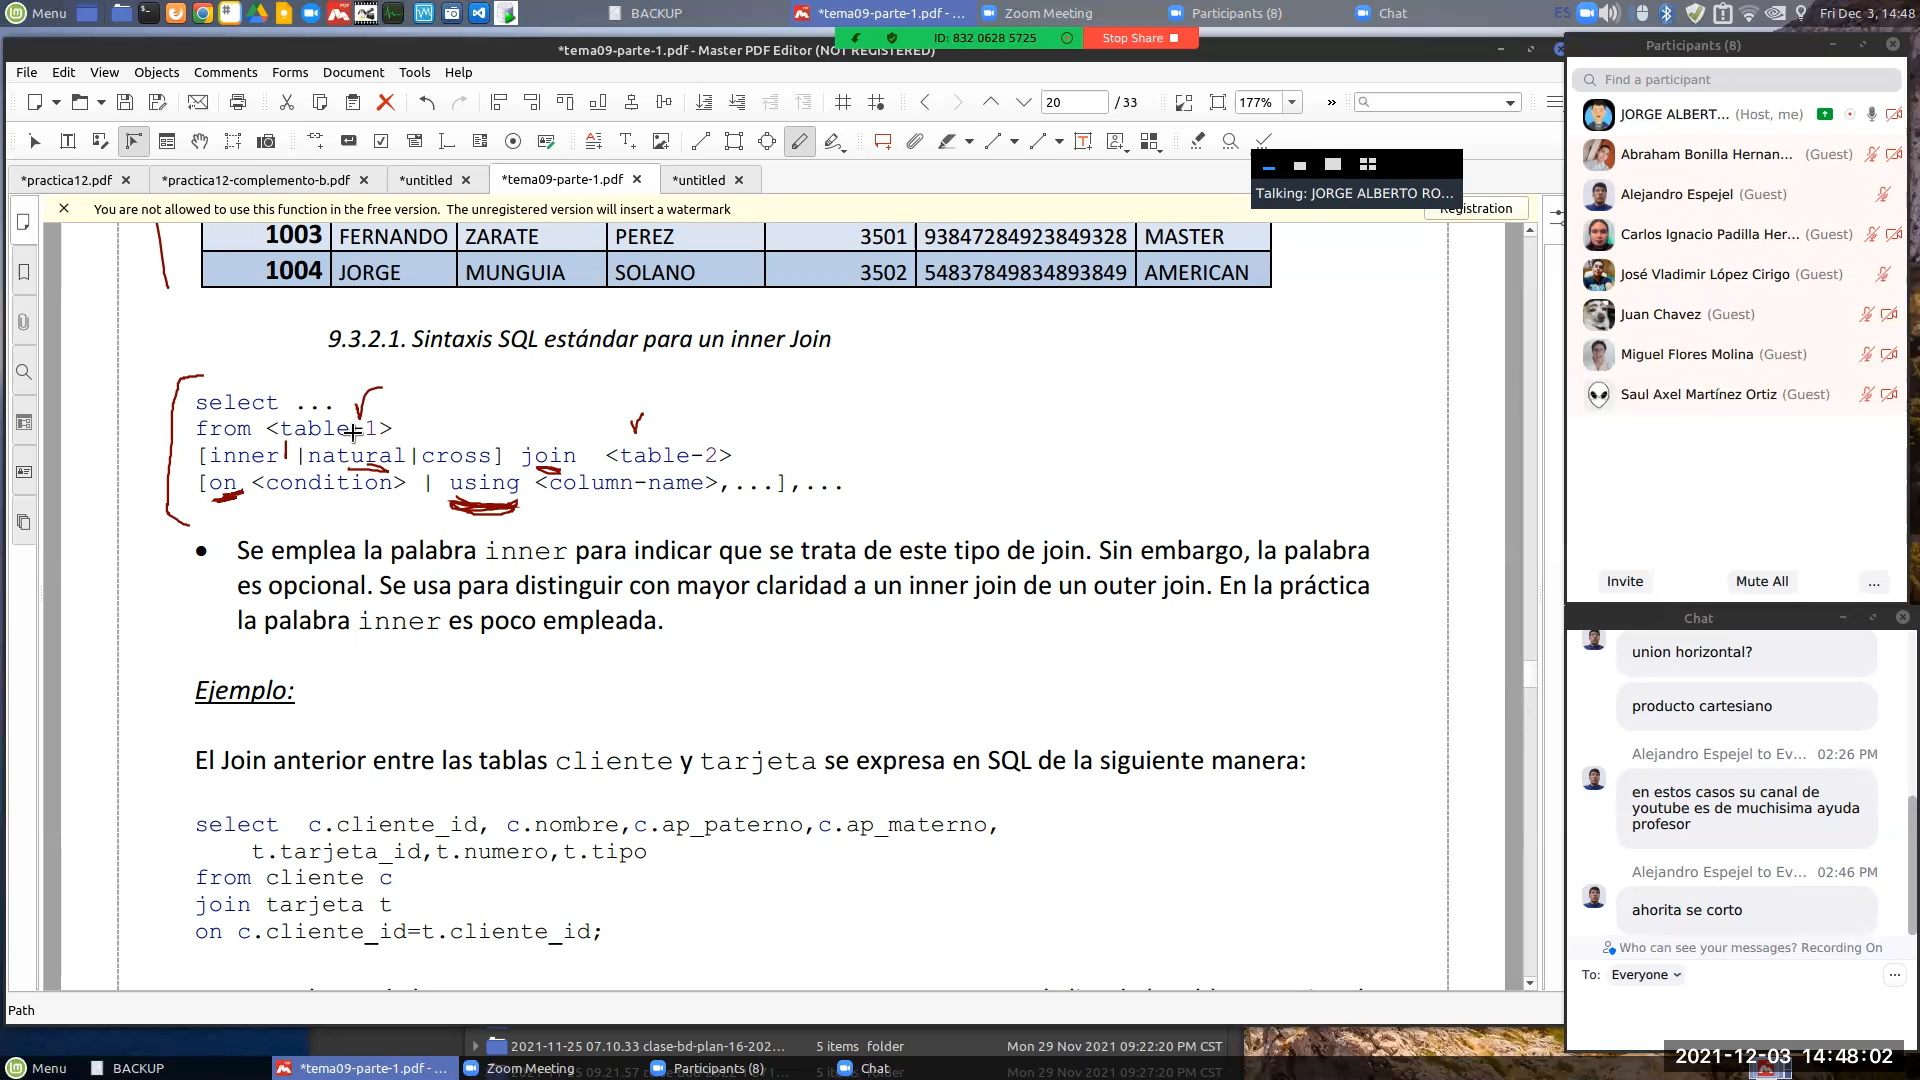 Menu
BACKUP
*tema09-parte-1.pdf - ...
Zoom Meeting
Participants (8)
Chat
ES
Fri Dec 3, 14:48
*tema09-parte-1.pdf - Master PDF Editor (NOT REGISTERED)
ID: 832 0628 5725
Stop Share
File Edit View Objects Comments Forms Document Tools Help
20 / 33
177%
Talking: JORGE ALBERTO RO...
*practica12.pdf
*practica12-complemento-b.pdf
*untitled
*tema09-parte-1.pdf
*untitled
You are not allowed to use this function in the free version. The unregistered version will insert a watermark
Registration
1003 FERNANDO ZARATE PEREZ 3501 93847284923849328 MASTER
1004 JORGE MUNGUIA SOLANO 3502 54837849834893849 AMERICAN
9.3.2.1. Sintaxis SQL estándar para un inner Join
select ...
from <table-1>
[inner |natural|cross] join <table-2>
[on <condition> | using <column-name>,...],...
• Se emplea la palabra inner para indicar que se trata de este tipo de join. Sin embargo, la palabra
es opcional. Se usa para distinguir con mayor claridad a un inner join de un outer join. En la práctica
la palabra inner es poco empleada.
Ejemplo:
El Join anterior entre las tablas cliente y tarjeta se expresa en SQL de la siguiente manera:
select c.cliente_id, c.nombre,c.ap_paterno,c.ap_materno,
t.tarjeta_id,t.numero,t.tipo
from cliente c
join tarjeta t
on c.cliente_id=t.cliente_id;
Path
Participants (8)
Find a participant
JORGE ALBERT... (Host, me)
Abraham Bonilla Hernan... (Guest)
Alejandro Espejel (Guest)
Carlos Ignacio Padilla Her... (Guest)
José Vladimir López Cirigo (Guest)
Juan Chavez (Guest)
Miguel Flores Molina (Guest)
Saul Axel Martínez Ortiz (Guest)
Invite
Mute All
...
Chat
union horizontal?
producto cartesiano
Alejandro Espejel to Ev... 02:26 PM
en estos casos su canal de
youtube es de muchisima ayuda
profesor
Alejandro Espejel to Ev... 02:46 PM
ahorita se corto
Who can see your messages? Recording On
To: Everyone
2021-11-25 07.10.33 clase-bd-plan-16-202... 5 items folder Mon 29 Nov 2021 09:22:20 PM CST
2021-12-03 14:48:02
Menu
BACKUP
*tema09-parte-1.pdf - ...
Zoom Meeting
Participants (8)
Chat